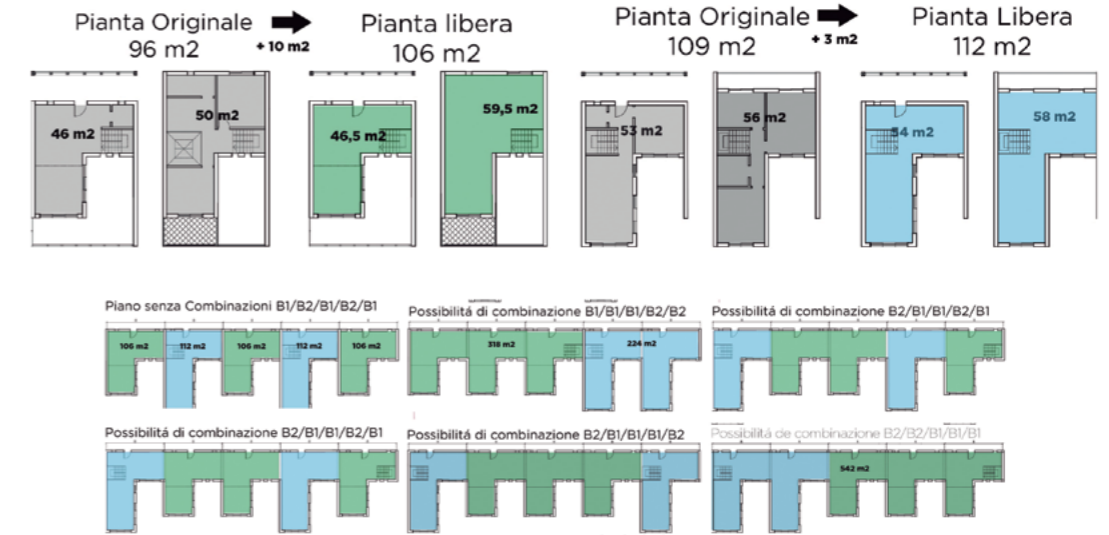 Pianta Originale
96 m2
+ 10 m2
Pianta libera
106 m2
Pianta Originale
109 m2
+ 3 m2
Pianta Libera
112 m2
46 m2
50 m2
46,5 m2
59,5 m2
53 m2
56 m2
54 m2
58 m2
Piano senza Combinazioni B1/B2/B1/B2/B1
106 m2
112 m2
106 m2
112 m2
106 m2
Possibilitá di combinazione B1/B1/B1/B2/B2
318 m2
224 m2
Possibilitá di combinazione B2/B1/B1/B2/B1
Possibilitá di combinazione B2/B1/B1/B2/B1
Possibilitá di combinazione B2/B1/B1/B1/B2
Possibilitá de combinazione B2/B2/B1/B1/B1
542 m2